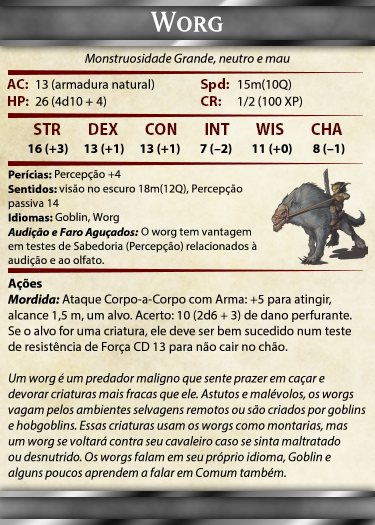 WORG
Monstruosidade Grande, neutro e mau
AC: 13 (armadura natural) Spd: 15m(10Q)
HP: 26 (4d10 + 4) CR: 1/2 (100 XP)
STR DEX CON INT WIS CHA
16 (+3) 13 (+1) 13 (+1) 7 (–2) 11 (+0) 8 (–1)
Perícias: Percepção +4
Sentidos: visão no escuro 18m(12Q), Percepção
passiva 14
Idiomas: Goblin, Worg
Audição e Faro Aguçados: O worg tem vantagem
em testes de Sabedoria (Percepção) relacionados à
audição e ao olfato.
Ações
Mordida: Ataque Corpo-a-Corpo com Arma: +5 para atingir,
alcance 1,5 m, um alvo. Acerto: 10 (2d6 + 3) de dano perfurante.
Se o alvo for uma criatura, ele deve ser bem sucedido num teste
de resistência de Força CD 13 para não cair no chão.
Um worg é um predador maligno que sente prazer em caçar e
devorar criaturas mais fracas que ele. Astutos e malévolos, os worgs
vagam pelos ambientes selvagens remotos ou são criados por goblins
e hobgoblins. Essas criaturas usam os worgs como montarias, mas
um worg se voltará contra seu cavaleiro caso se sinta maltratado
ou desnutrido. Os worgs falam em seu próprio idioma, Goblin e
alguns poucos aprendem a falar em Comum também.